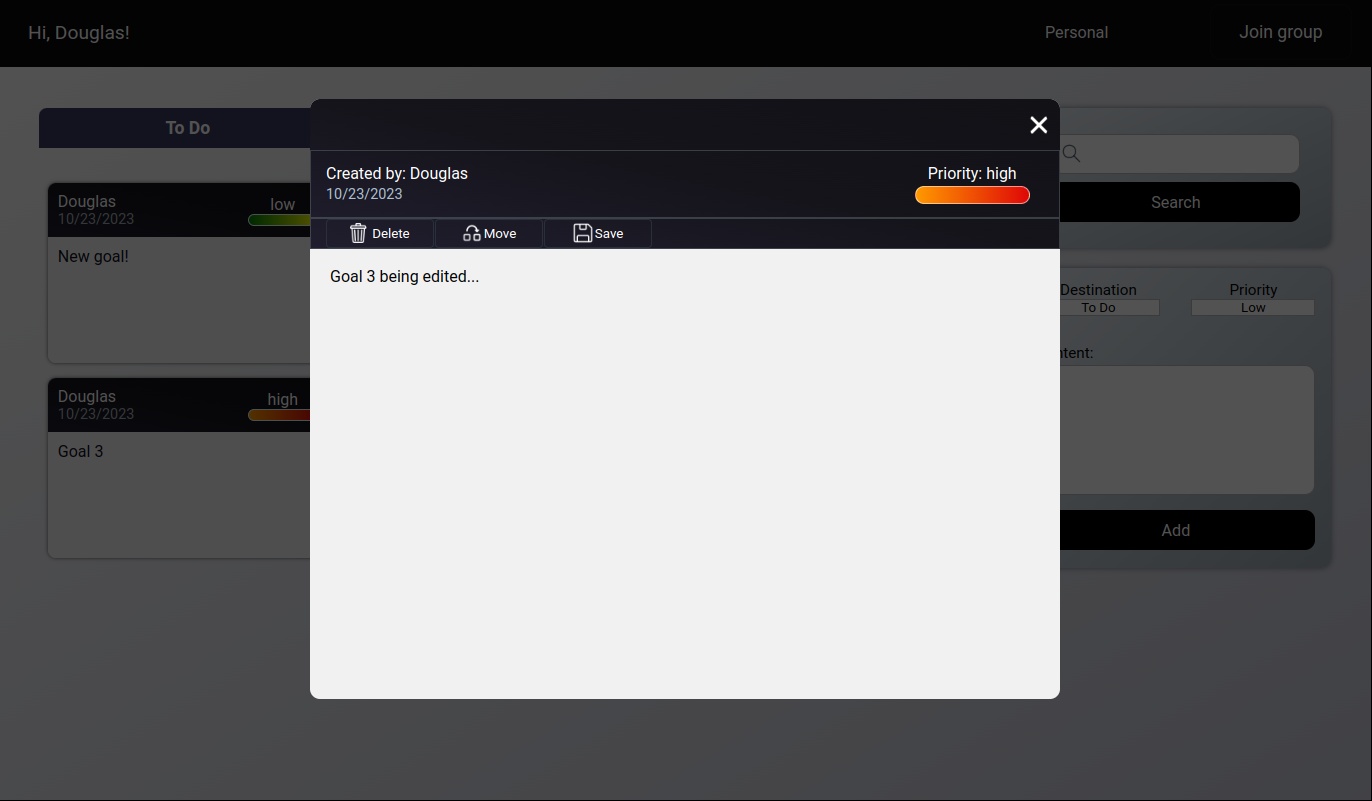 Hi, Douglas!
Personal
Join group
To Do
Douglas
10/23/2023
low
New goal!
Douglas
10/23/2023
high
Goal 3
Created by: Douglas
10/23/2023
Priority: high
Delete
Move
Save
Goal 3 being edited...
Search
Destination
Priority
To Do
Low
ntent:
Add